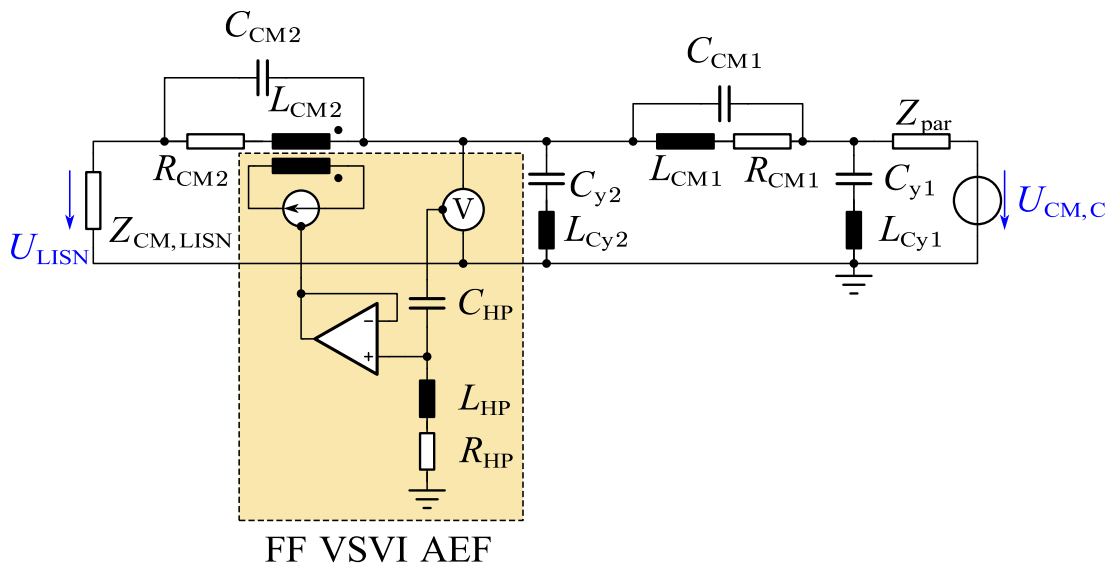 C_CM2
C_CM1
L_CM2
Z_par
R_CM2
L_CM1
R_CM1
C_y2
C_y1
V
U_CM,C
U_LISN
Z_CM,LISN
L_Cy2
L_Cy1
C_HP
−
+
L_HP
R_HP
FF VSVI AEF